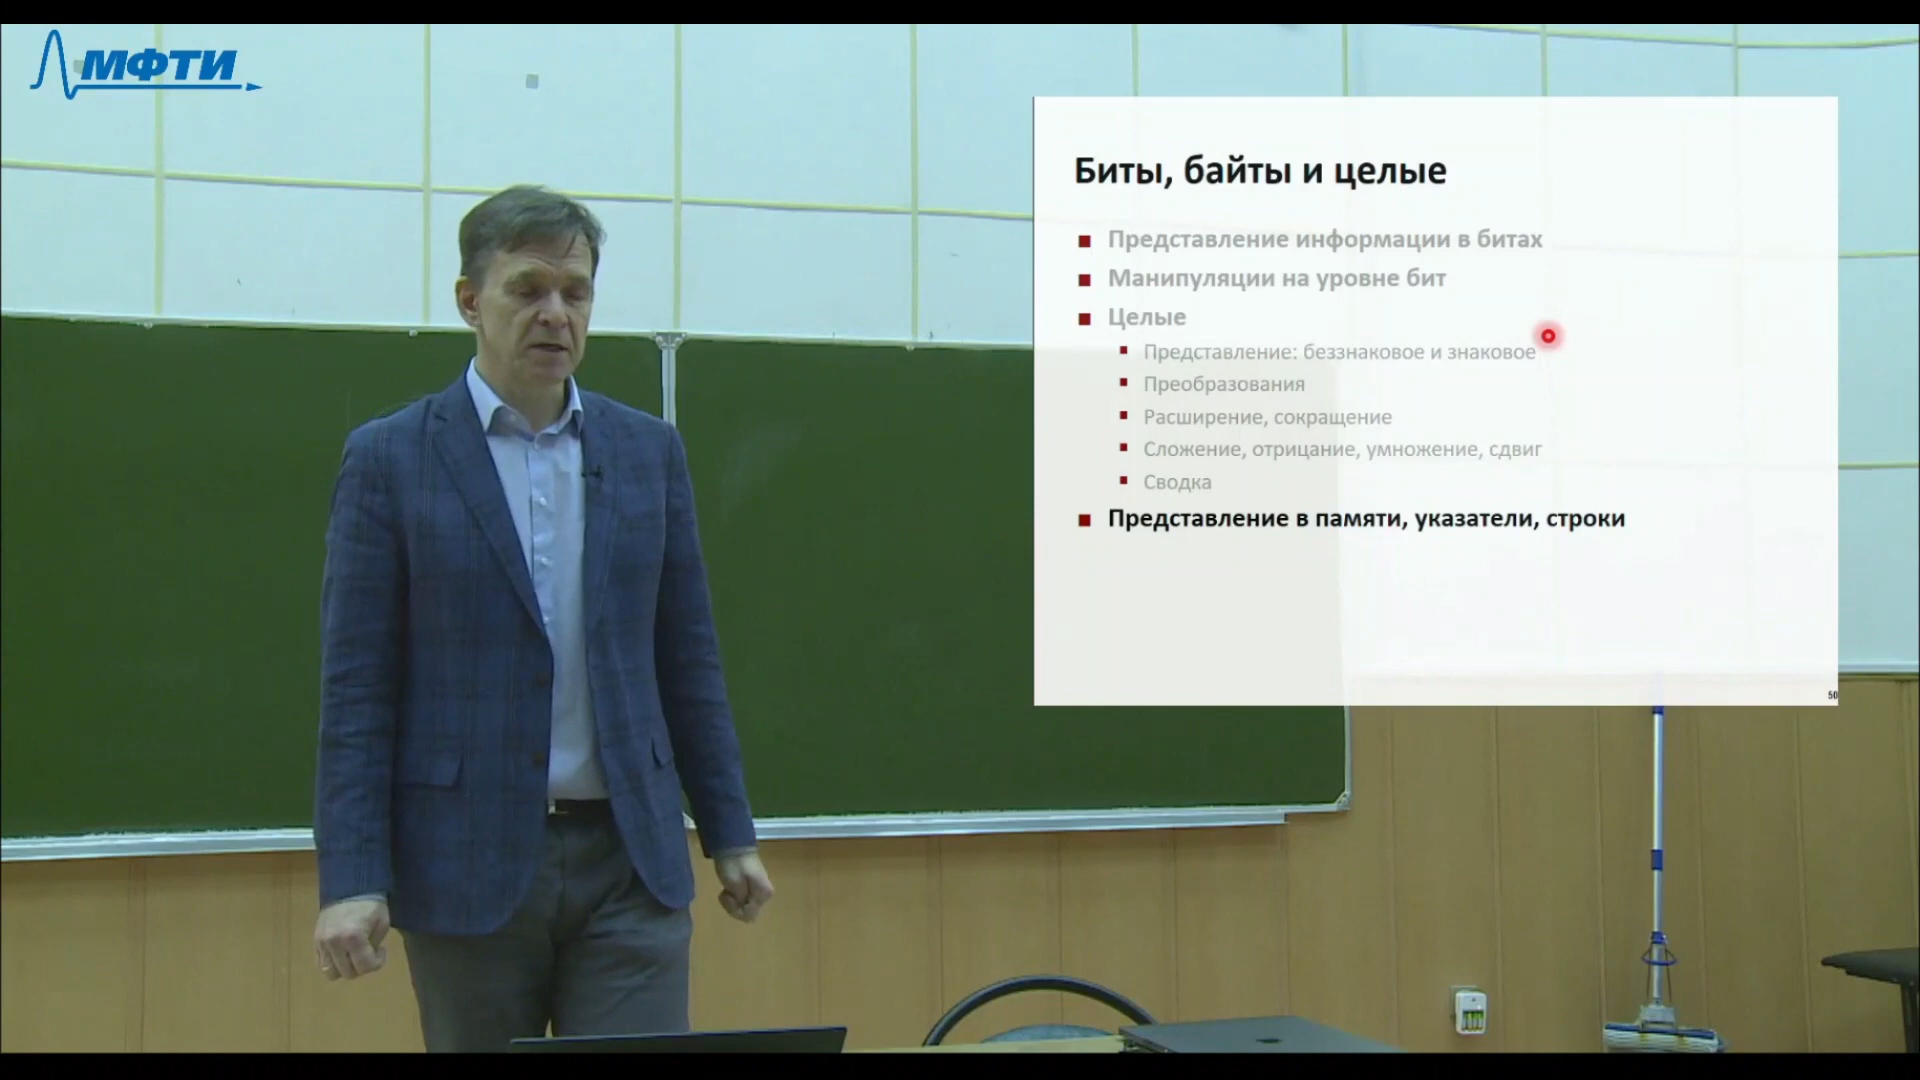 МФТИ
Биты, байты и целые
Представление информации в битах
Манипуляции на уровне бит
Целые
Представление: беззнаковое и знаковое
Преобразования
Расширение, сокращение
Сложение, отрицание, умножение, сдвиг
Сводка
Представление в памяти, указатели, строки
50